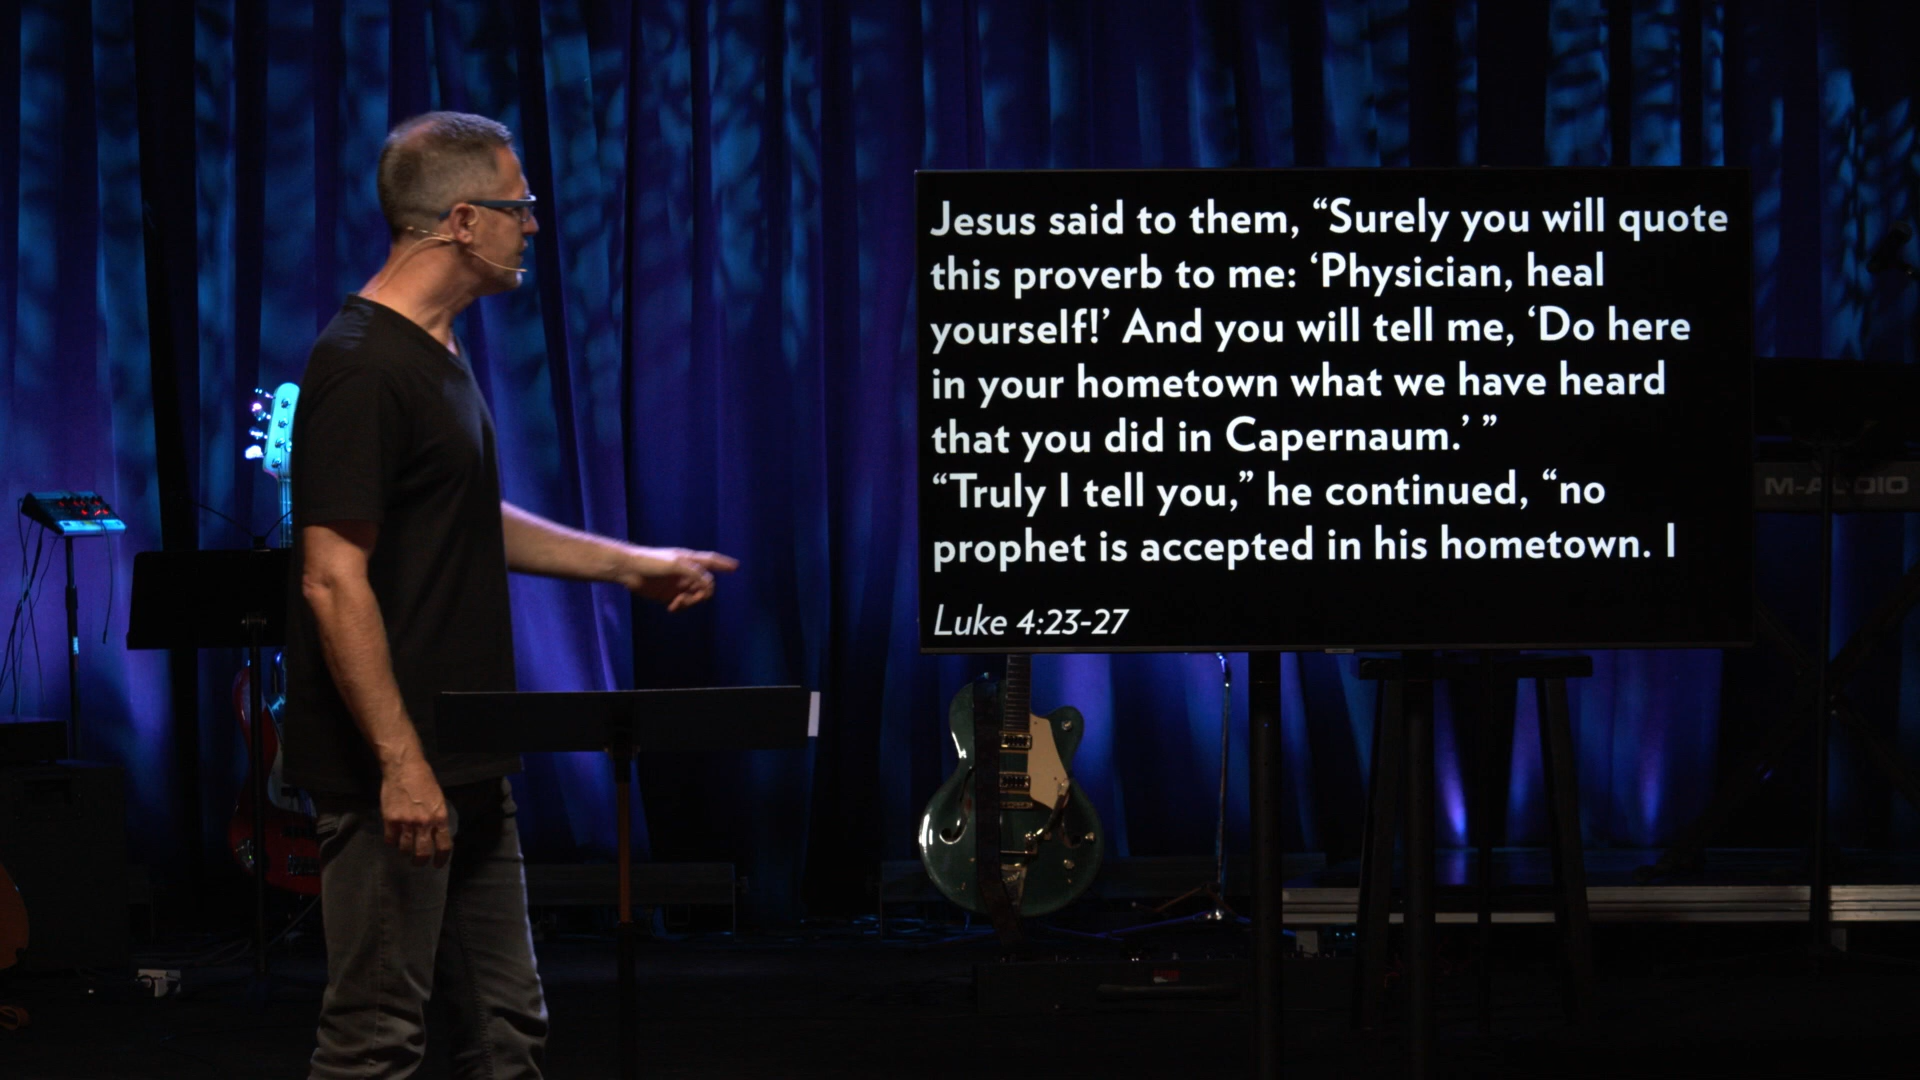 Jesus said to them, “Surely you will quote
this proverb to me: ‘Physician, heal
yourself!’ And you will tell me, ‘Do here
in your hometown what we have heard
that you did in Capernaum.’ ”
“Truly I tell you,” he continued, “no
prophet is accepted in his hometown. I
Luke 4:23-27
M-AUDIO